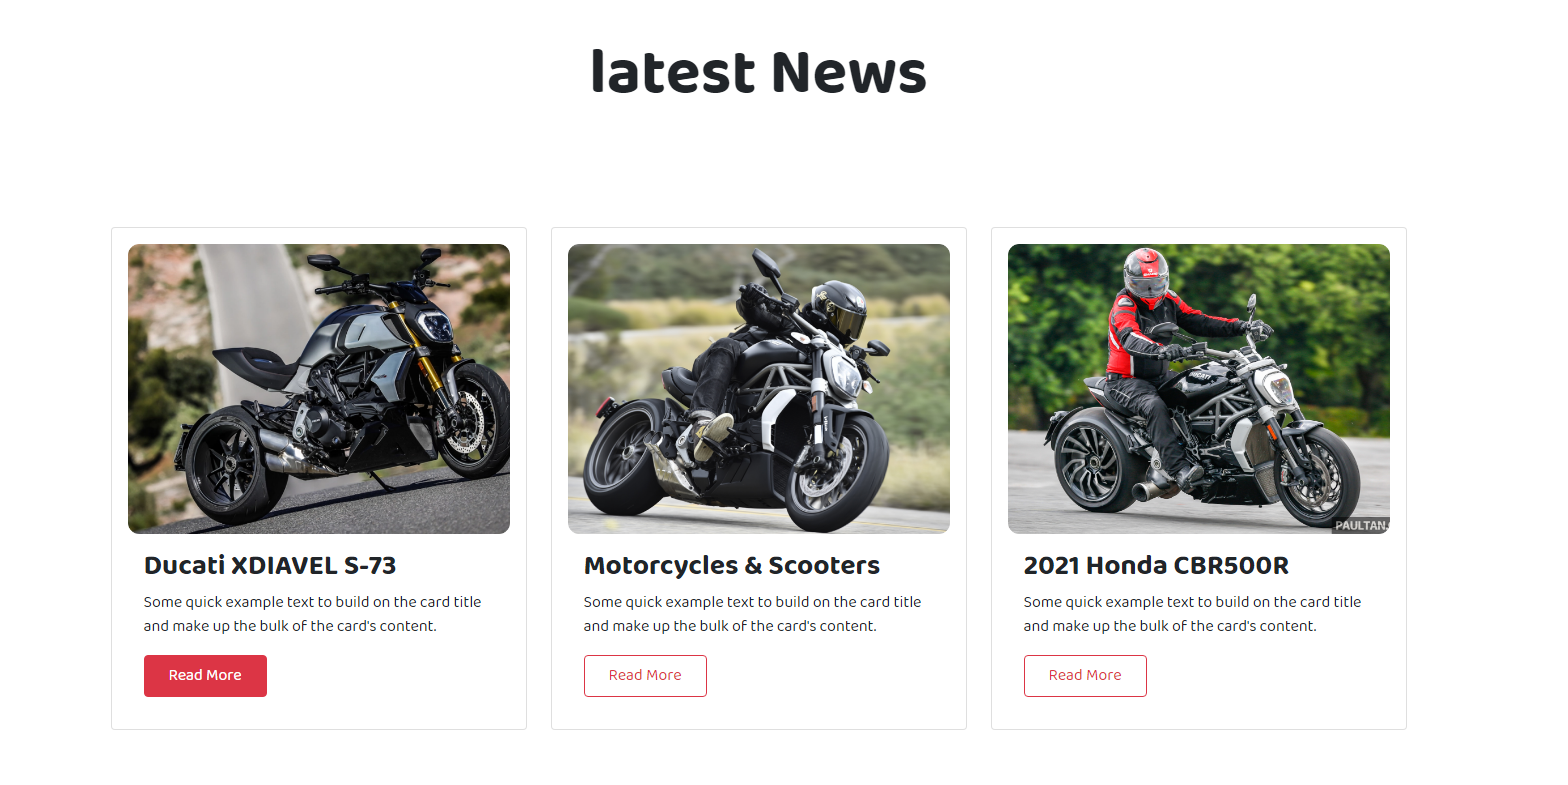 latest News
PAULTAN
Ducati XDIAVEL S-73
Some quick example text to build on the card title
and make up the bulk of the card's content.
Read More
Motorcycles & Scooters
Some quick example text to build on the card title
and make up the bulk of the card's content.
Read More
2021 Honda CBR500R
Some quick example text to build on the card title
and make up the bulk of the card's content.
Read More